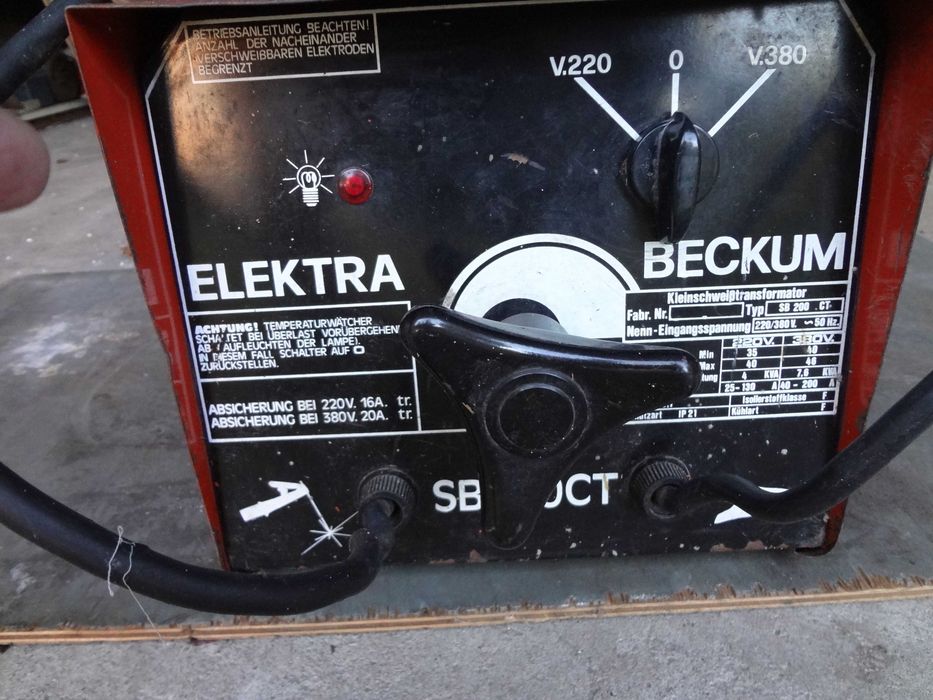 BETRIEBSANLEITUNG BEACHTEN!
ANZAHL DER NACHEINANDER
VERSCHWEIßBAREN ELEKTRODEN
BEGRENZT
V.220 0 V.380
ELEKTRA BECKUM
ACHTUNG! TEMPERATURWÄCHTER
SCHALTET BEI ÜBERLAST VORÜBERGEHEND
AB (AUFLEUCHTEN DER LAMPE).
IN DIESEM FALL SCHALTER AUF O
ZURÜCKSTELLEN.
ABSICHERUNG BEI 220V. 16A. tr.
ABSICHERUNG BEI 380V. 20A. tr.
Kleinschweißtransformator
Fabr. Nr. Typ SB 200 CT
Nenn-Eingangsspannung 220/380 V. ~ 50 Hz.
220V. 380V.
Min 35 40
Max 40 46
4 KVA 7,6 KVA
25-130 A 40-200 A
Isolierstoffklasse F
IP 21 Kühlart F
SB CT